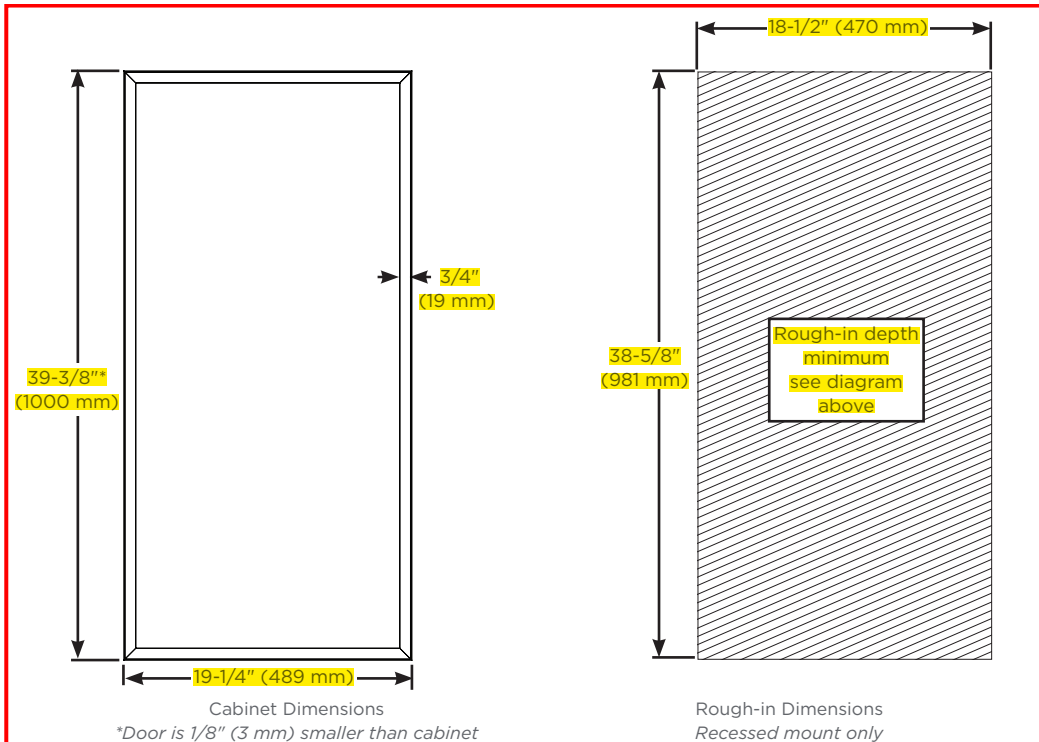 18-1/2" (470 mm)
3/4"
(19 mm)
39-3/8"*
(1000 mm)
38-5/8"
(981 mm)
Rough-in depth
minimum
see diagram
above
19-1/4" (489 mm)
Cabinet Dimensions
*Door is 1/8" (3 mm) smaller than cabinet
Rough-in Dimensions
Recessed mount only